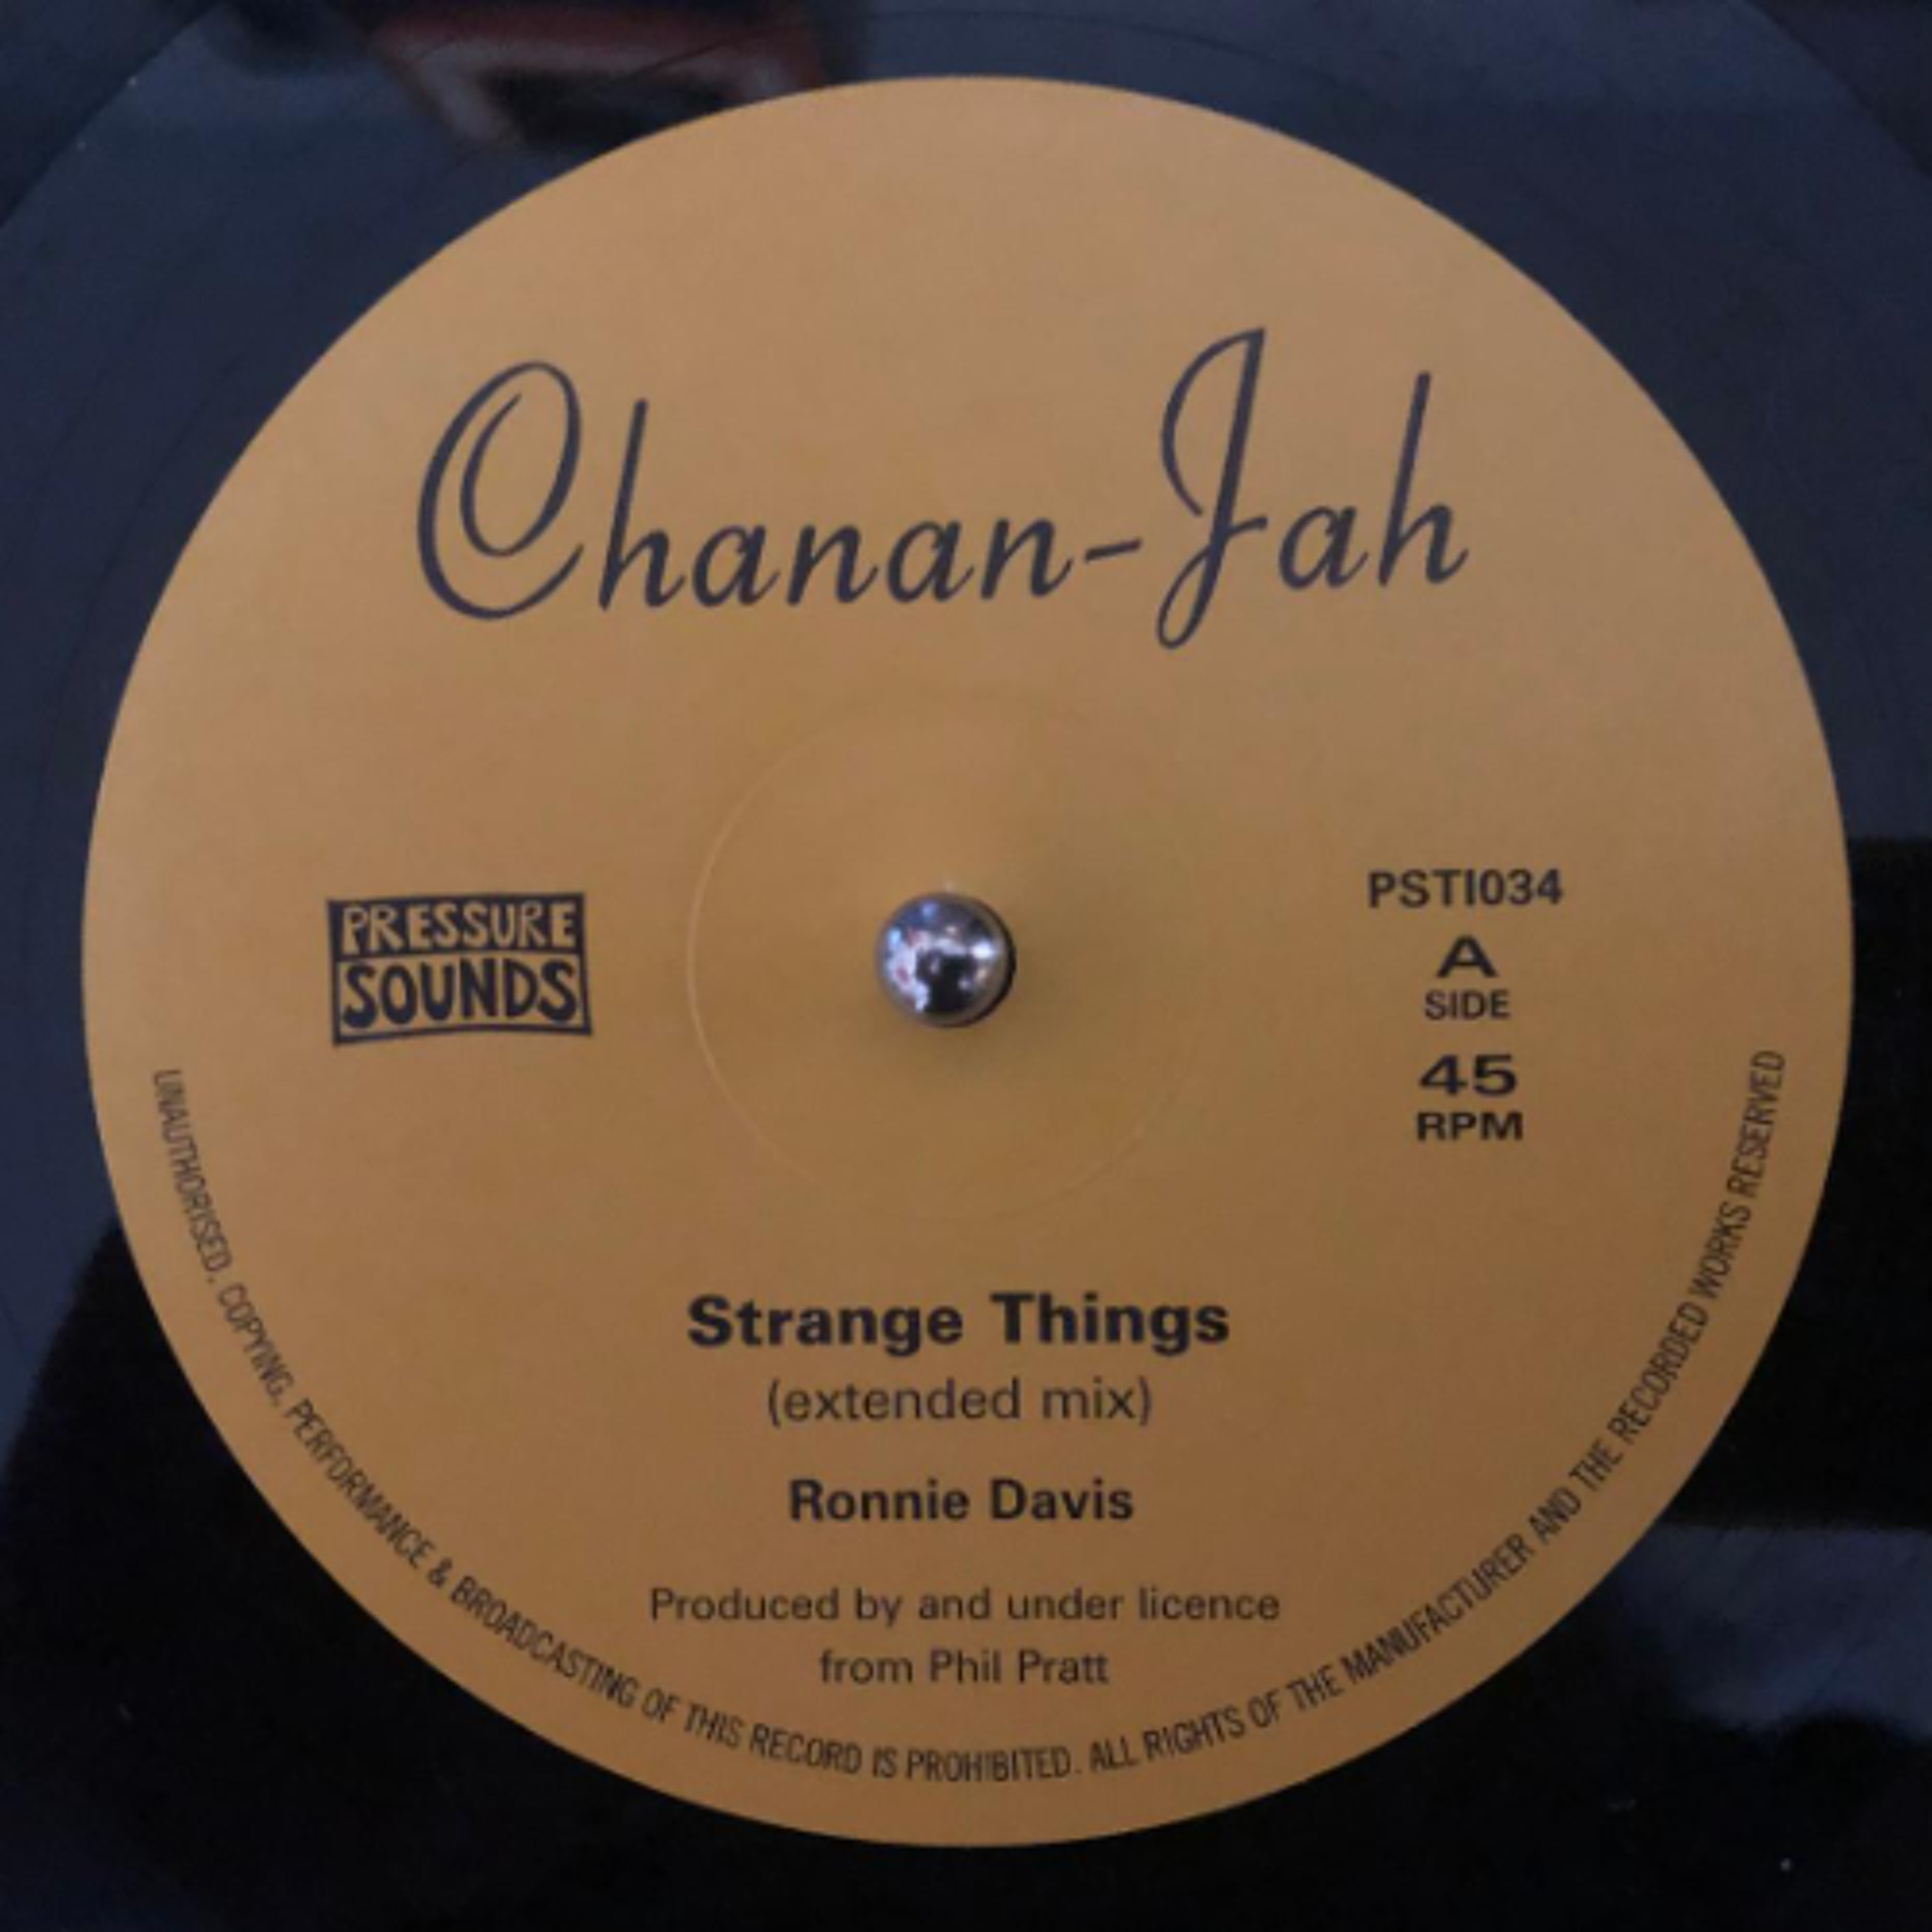 Chanan-Jah
PRESSURE
SOUNDS
PSTI034
A
SIDE
45
RPM
Strange Things
(extended mix)
Ronnie Davis
Produced by and under licence
from Phil Pratt
UNAUTHORISED, COPYING, PERFORMANCE & BROADCASTING OF THIS RECORD IS PROHIBITED. ALL RIGHTS OF THE MANUFACTURER AND THE RECORDED WORKS RESERVED